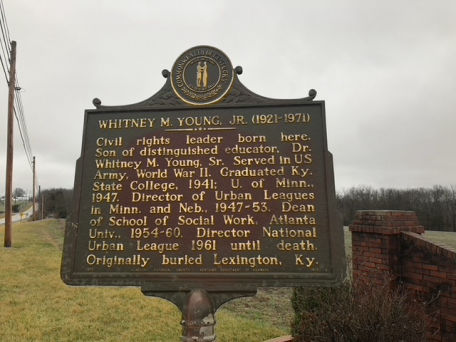 WHITNEY M. YOUNG, JR. (1921-1971)
Civil rights leader born here.
Son of distinguished educator, Dr.
Whitney M. Young, Sr. Served in US
Army, World War II. Graduated Ky.
State College, 1941; U. of Minn.,
1947. Director of Urban Leagues
in Minn. and Neb., 1947-53. Dean
of School of Social Work, Atlanta
Univ., 1954-60. Director National
Urban League 1961 until death.
Originally buried Lexington, Ky.